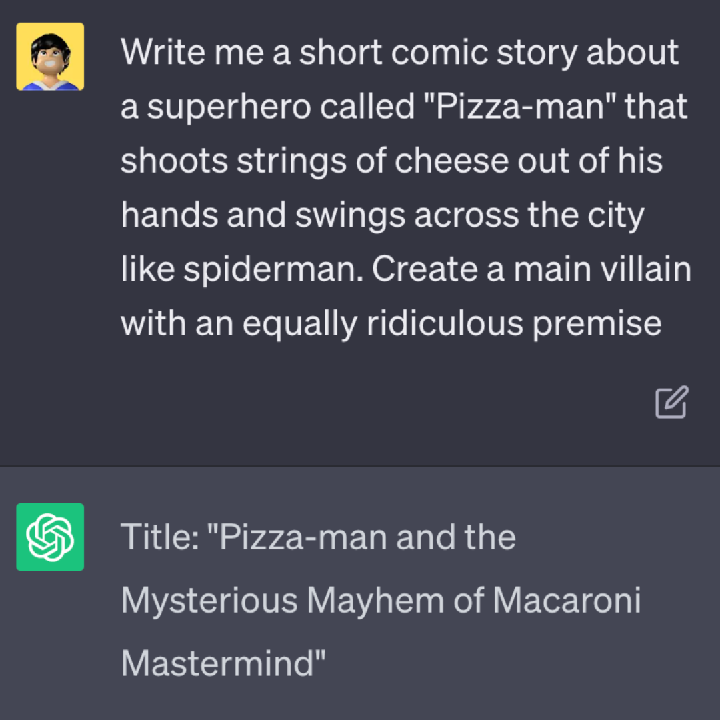 Write me a short comic story about
a superhero called "Pizza-man" that
shoots strings of cheese out of his
hands and swings across the city
like spiderman. Create a main villain
with an equally ridiculous premise
Title: "Pizza-man and the
Mysterious Mayhem of Macaroni
Mastermind"